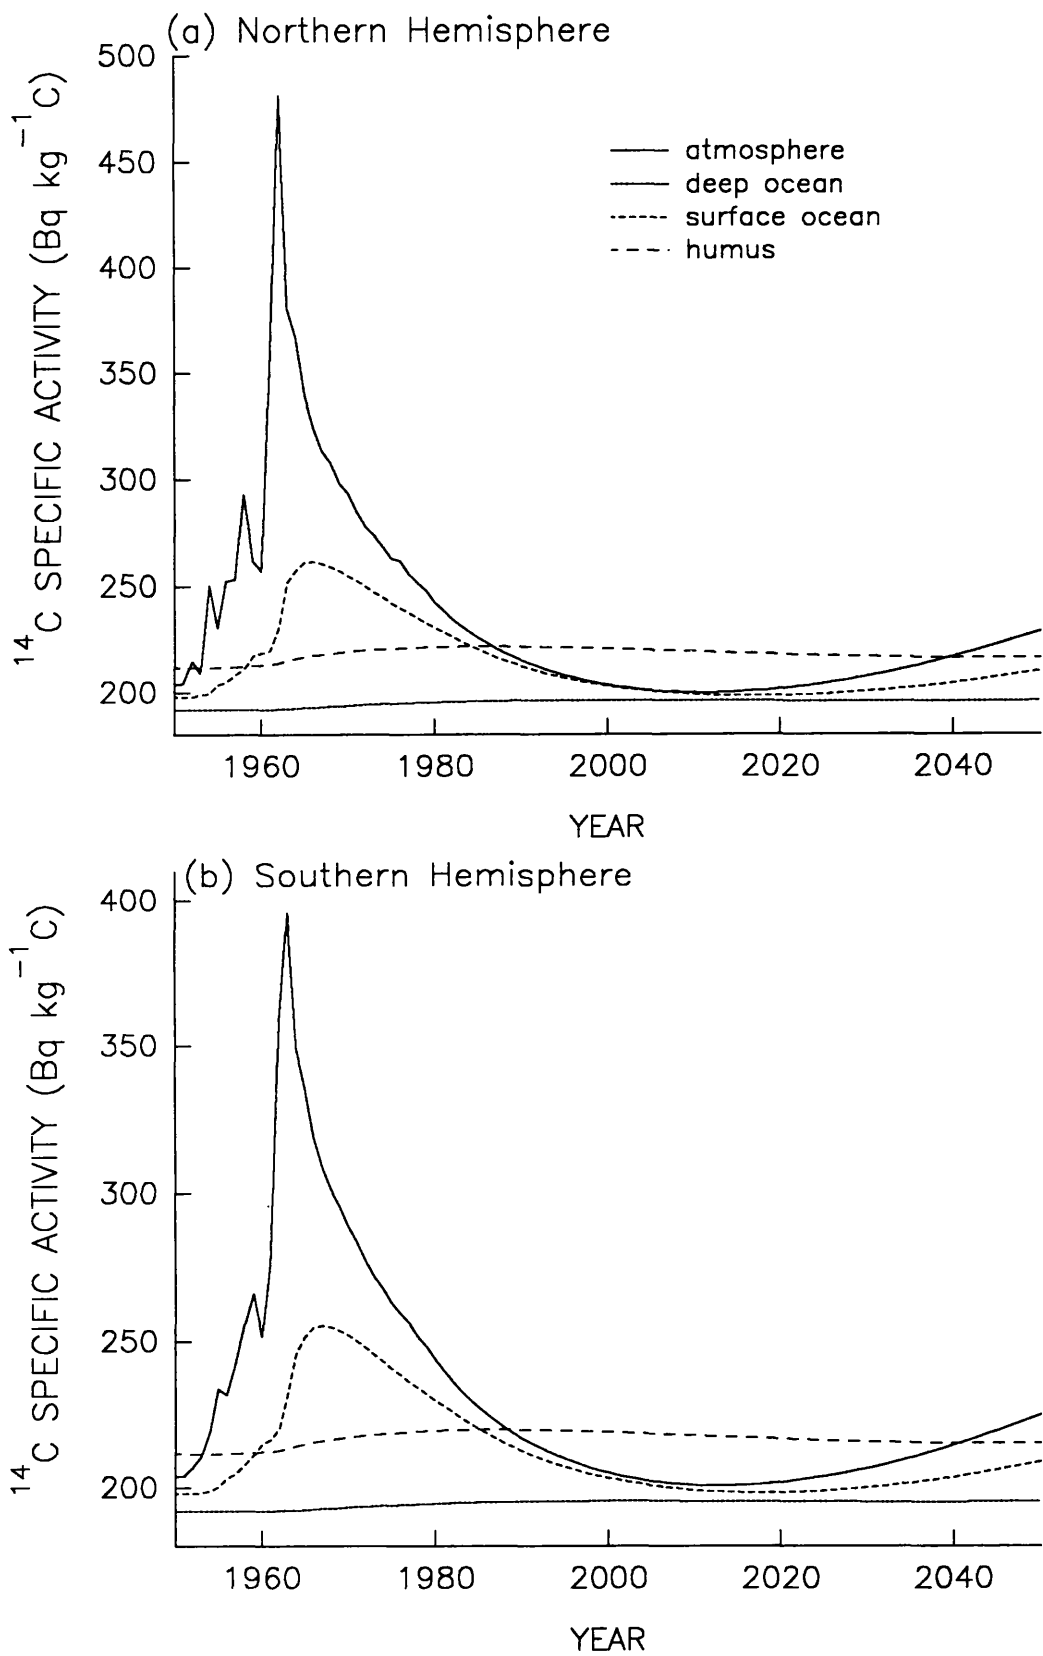 (a) Northern Hemisphere
500
450
400
350
300
250
200
¹⁴C SPECIFIC ACTIVITY (Bq kg⁻¹C)
atmosphere
deep ocean
surface ocean
humus
1960 1980 2000 2020 2040
YEAR
(b) Southern Hemisphere
400
350
300
250
200
¹⁴C SPECIFIC ACTIVITY (Bq kg⁻¹C)
1960 1980 2000 2020 2040
YEAR